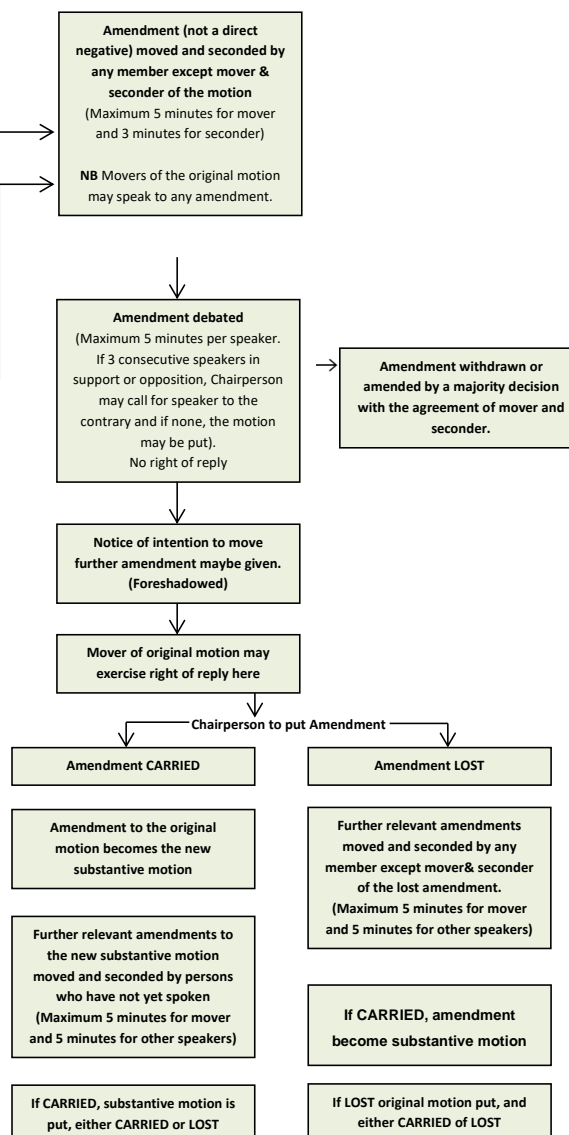 Amendment (not a direct
negative) moved and seconded by
any member except mover &
seconder of the motion
(Maximum 5 minutes for mover
and 3 minutes for seconder)
NB Movers of the original motion
may speak to any amendment.
Amendment debated
(Maximum 5 minutes per speaker.
If 3 consecutive speakers in
support or opposition, Chairperson
may call for speaker to the
contrary and if none, the motion
may be put).
No right of reply
Amendment withdrawn or
amended by a majority decision
with the agreement of mover and
seconder.
Notice of intention to move
further amendment maybe given.
(Foreshadowed)
Mover of original motion may
exercise right of reply here
Chairperson to put Amendment
Amendment CARRIED
Amendment to the original
motion becomes the new
substantive motion
Further relevant amendments to
the new substantive motion
moved and seconded by persons
who have not yet spoken
(Maximum 5 minutes for mover
and 5 minutes for other speakers)
If CARRIED, substantive motion is
put, either CARRIED or LOST
Amendment LOST
Further relevant amendments
moved and seconded by any
member except mover& seconder
of the lost amendment.
(Maximum 5 minutes for mover
and 5 minutes for other speakers)
If CARRIED, amendment
become substantive motion
If LOST original motion put, and
either CARRIED of LOST